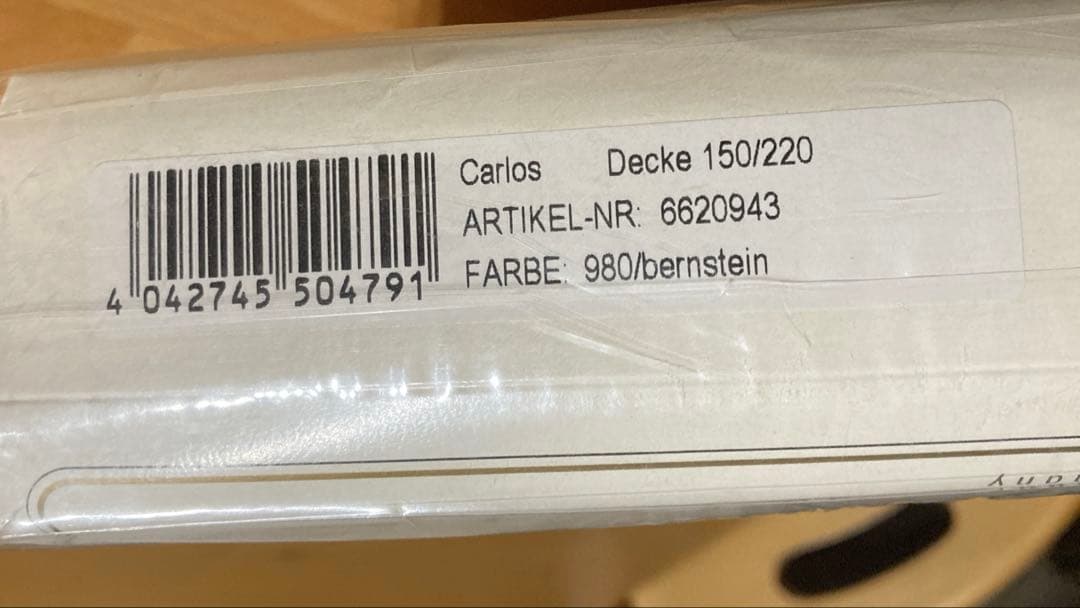 Carlos Decke 150/220
ARTIKEL-NR: 6620943
FARBE: 980/bernstein
4 042745 504791